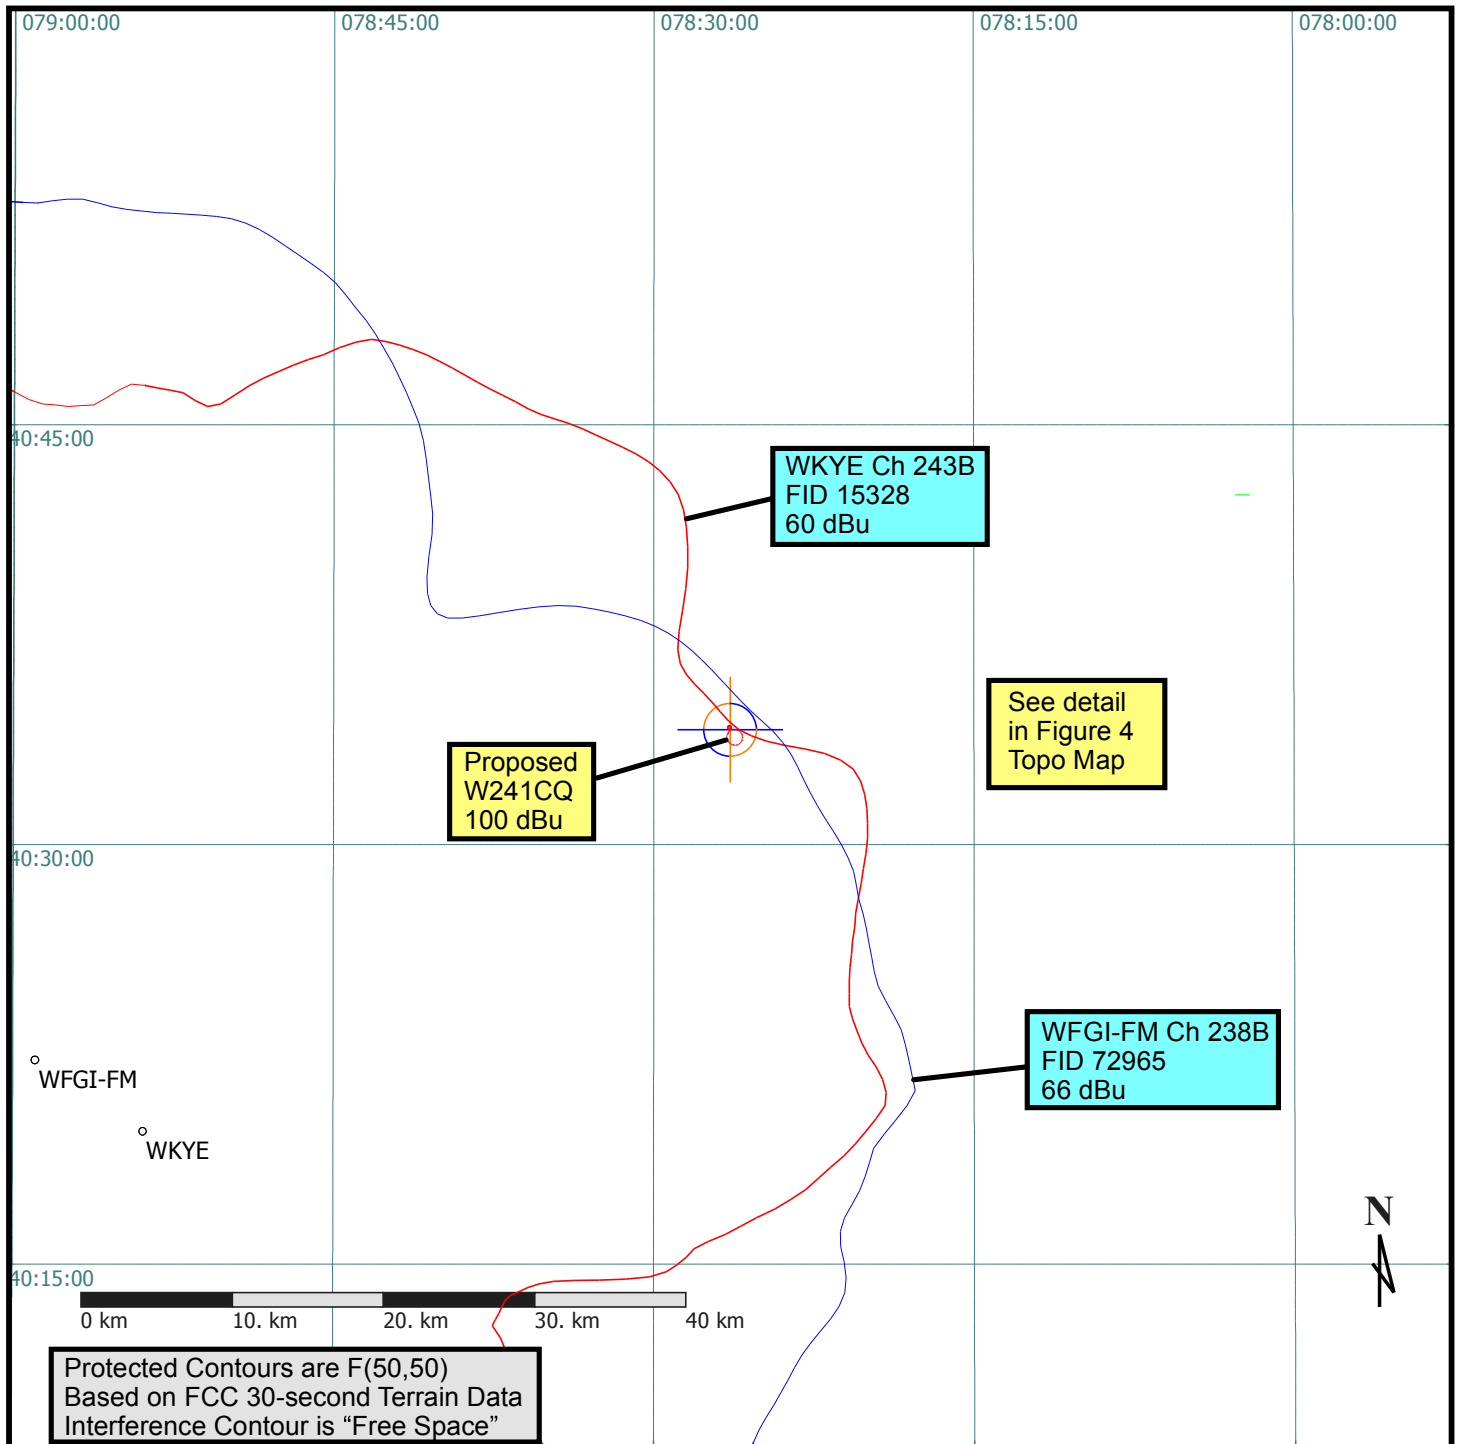 079:00:00
078:45:00
078:30:00
078:15:00
078:00:00
40:45:00
WKYE Ch 243B
FID 15328
60 dBu
See detail
in Figure 4
Topo Map
Proposed
W241CQ
100 dBu
40:30:00
WFGI-FM Ch 238B
FID 72965
66 dBu
WFGI-FM
WKYE
N
40:15:00
0 km
10. km
20. km
30. km
40 km
Protected Contours are F(50,50)
Based on FCC 30-second Terrain Data
Interference Contour is “Free Space”